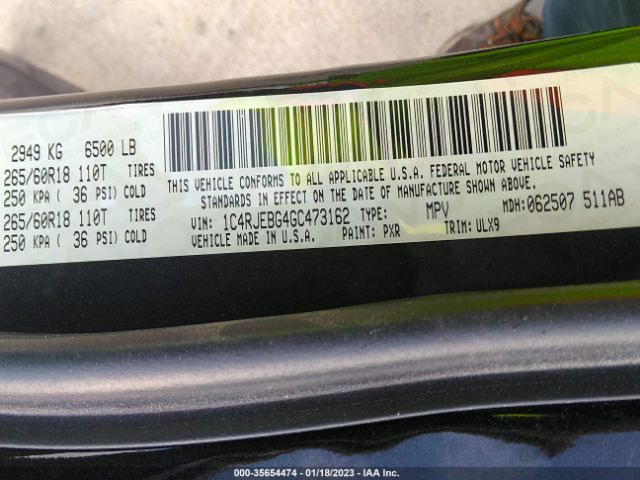 2949 KG 6500 LB
265/60R18 110T TIRES
250 KPA ( 36 PSI) COLD
265/60R18 110T TIRES
250 KPA ( 36 PSI) COLD
THIS VEHICLE CONFORMS TO ALL APPLICABLE U.S.A. FEDERAL MOTOR VEHICLE SAFETY
STANDARDS IN EFFECT ON THE DATE OF MANUFACTURE SHOWN ABOVE.
VIN: 1C4RJEBG4GC473162 TYPE: MPV MDH: 062507 511AB
VEHICLE MADE IN U.S.A. PAINT: PXR TRIM: ULX9
000-35654474 | 01/18/2023 | IAA Inc.